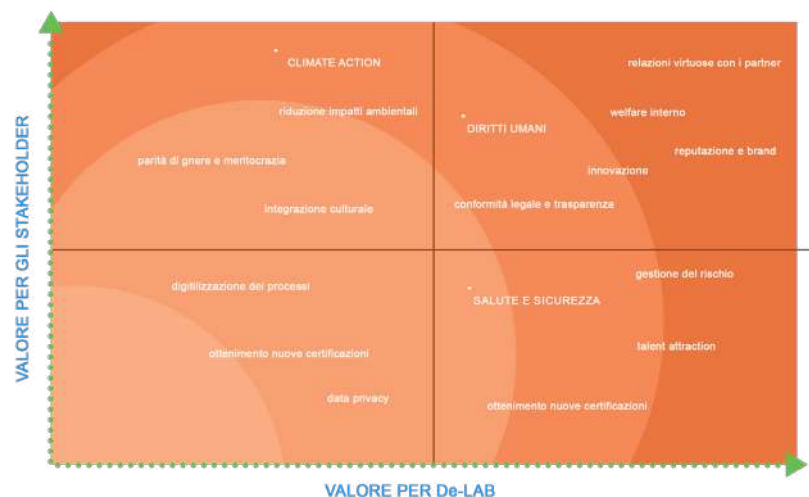 VALORE PER GLI STAKEHOLDER
CLIMATE ACTION
relazioni virtuose con i partner
riduzione impatti ambientali
welfare interno
DIRITTI UMANI
reputazione e brand
parità di gnere e meritocrazia
innovazione
integrazione culturale
conformità legale e trasparenza
gestione del rischio
digitilizzazione dei processi
SALUTE E SICUREZZA
ottenimento nuove certificazioni
talent attraction
data privacy
ottenimento nuove certificazioni
VALORE PER De-LAB